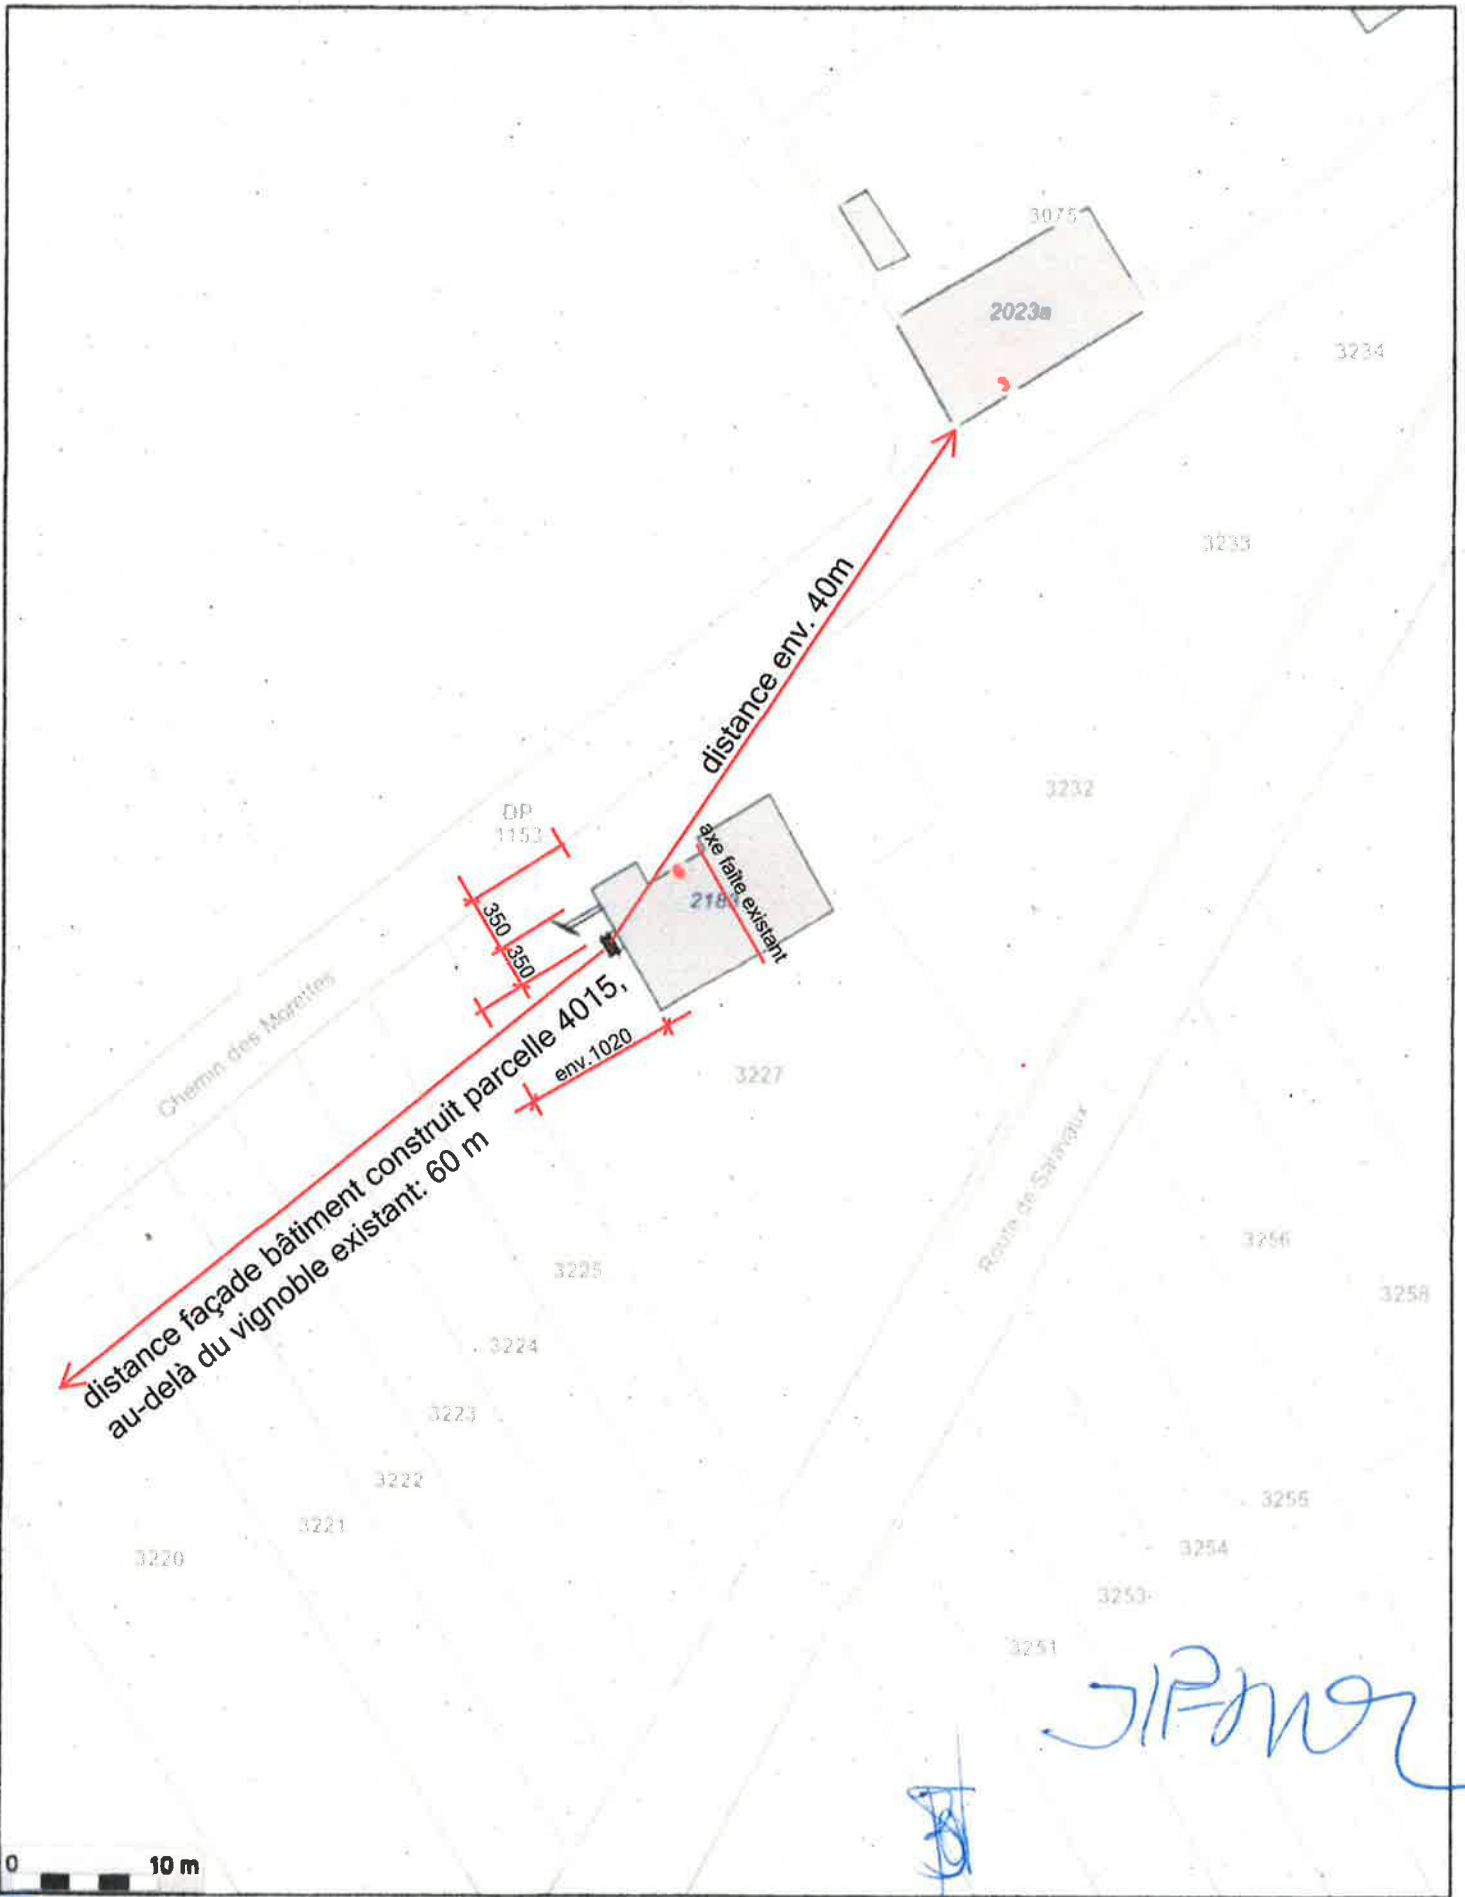 3075
2023a
3234
3233
distance env. 40m
3232
DP
1153
axe faîte existant
350
350
Chemin des Morettes
distance façade bâtiment construit parcelle 4015,
au-delà du vignoble existant: 60 m
env.1020
3227
Route de Salavaux
3256
3258
3225
3224
3223
3222
3221
3220
3255
3254
3253
3251
0 10 m